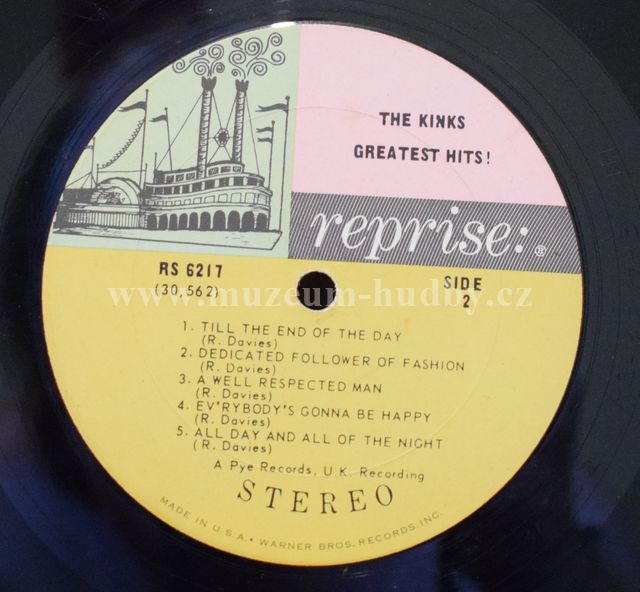 THE KINKS
GREATEST HITS!
reprise:®
RS 6217
(30,562)
SIDE
2
www.muzeum-hudby.cz
1. TILL THE END OF THE DAY
(R. Davies)
2. DEDICATED FOLLOWER OF FASHION
(R. Davies)
3. A WELL RESPECTED MAN
(R. Davies)
4. EV'RYBODY'S GONNA BE HAPPY
(R. Davies)
5. ALL DAY AND ALL OF THE NIGHT
(R. Davies)
A Pye Records, U.K. Recording
STEREO
MADE IN U.S.A. • WARNER BROS. RECORDS, INC.